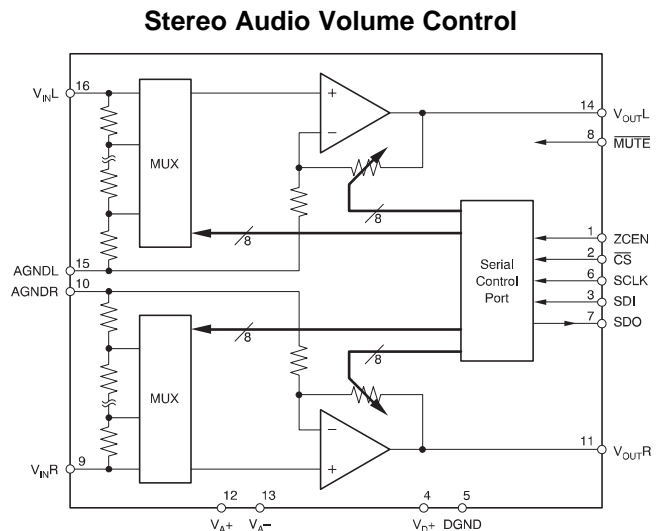 Stereo Audio Volume Control
VINL
16
MUX
+
−
14
VOUTL
8
MUTE
8
8
AGNDL
15
AGNDR
10
Serial
Control
Port
1
ZCEN
2
CS
6
SCLK
3
SDI
7
SDO
8
8
MUX
−
+
VINR
9
11
VOUTR
12
VA+
13
VA−
4
VD+
5
DGND